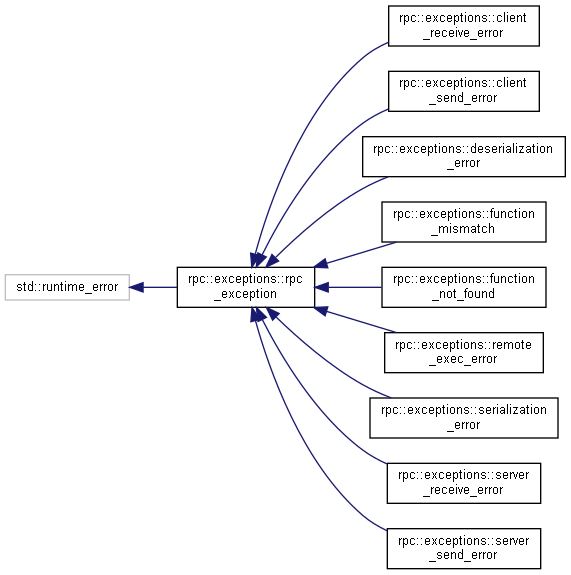 rpc::exceptions::client
_receive_error
rpc::exceptions::client
_send_error
rpc::exceptions::deserialization
_error
rpc::exceptions::function
_mismatch
std::runtime_error
rpc::exceptions::rpc
_exception
rpc::exceptions::function
_not_found
rpc::exceptions::remote
_exec_error
rpc::exceptions::serialization
_error
rpc::exceptions::server
_receive_error
rpc::exceptions::server
_send_error